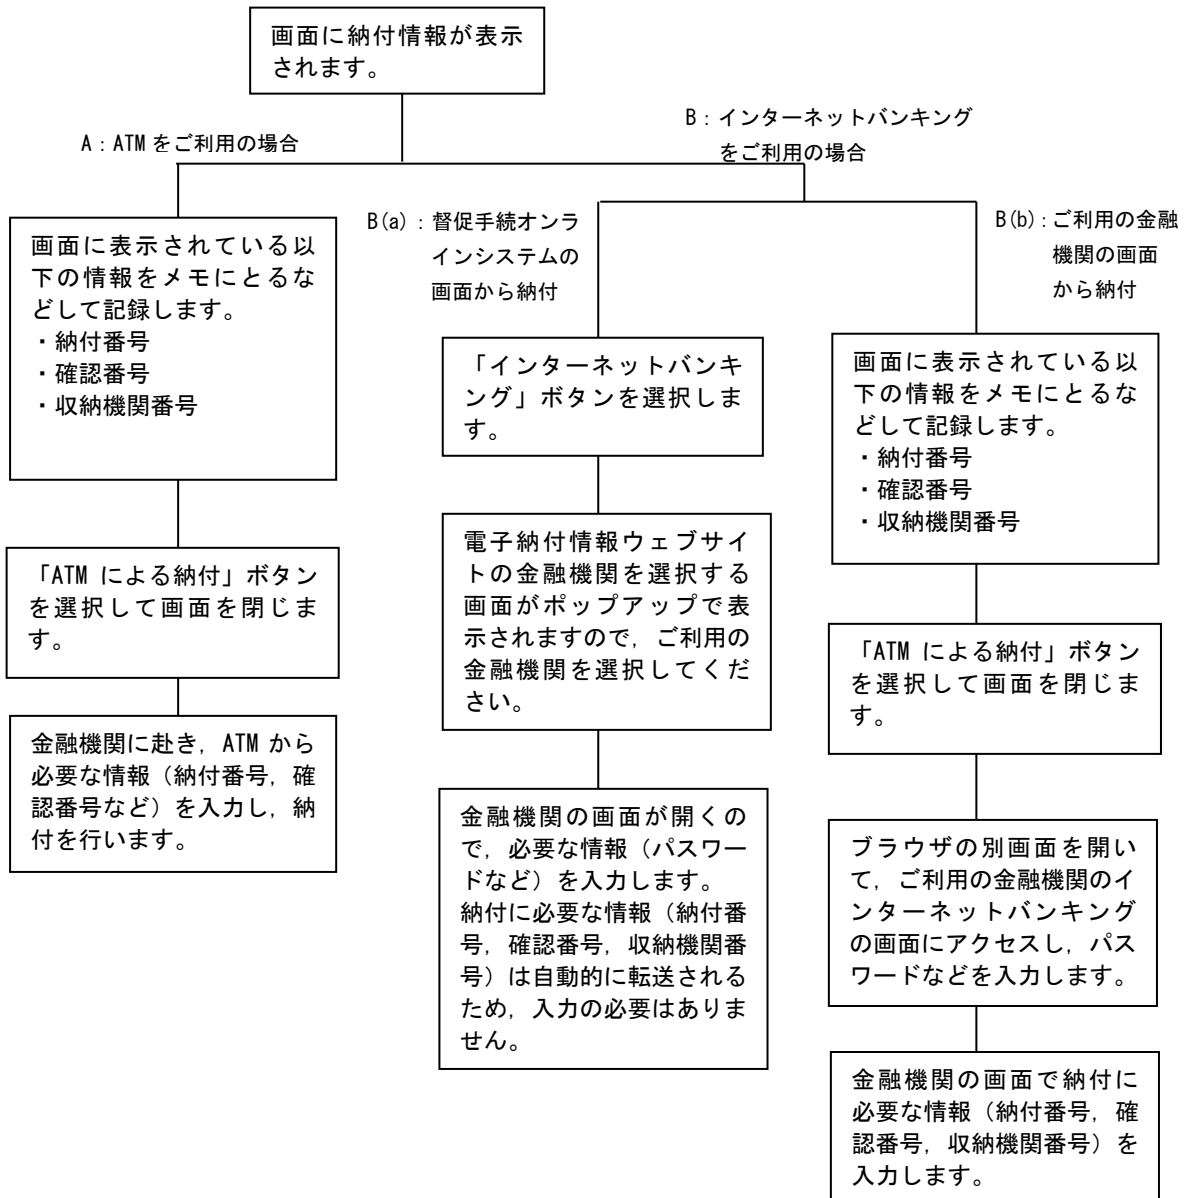 画面に納付情報が表示
されます。
A：ATMをご利用の場合
B：インターネットバンキング
をご利用の場合
画面に表示されている以
下の情報をメモにとるな
どして記録します。
・納付番号
・確認番号
・収納機関番号
「ATM による納付」ボタン
を選択して画面を閉じま
す。
金融機関に赴き，ATM から
必要な情報（納付番号，確
認番号など）を入力し，納
付を行います。
B(a)：督促手続オンラ
インシステムの
画面から納付
「インターネットバンキ
ング」ボタンを選択しま
す。
電子納付情報ウェブサイ
トの金融機関を選択する
画面がポップアップで表
示されますので，ご利用の
金融機関を選択してくだ
さい。
金融機関の画面が開くの
で，必要な情報（パスワー
ドなど）を入力します。
納付に必要な情報（納付番
号，確認番号，収納機関番
号）は自動的に転送される
ため，入力の必要はありま
せん。
B(b)：ご利用の金融
機関の画面
から納付
画面に表示されている以
下の情報をメモにとるな
どして記録します。
・納付番号
・確認番号
・収納機関番号
「ATM による納付」ボタン
を選択して画面を閉じま
す。
ブラウザの別画面を開い
て，ご利用の金融機関のイ
ンターネットバンキング
の画面にアクセスし，パス
ワードなどを入力します。
金融機関の画面で納付に
必要な情報（納付番号，確
認番号，収納機関番号）を
入力します。